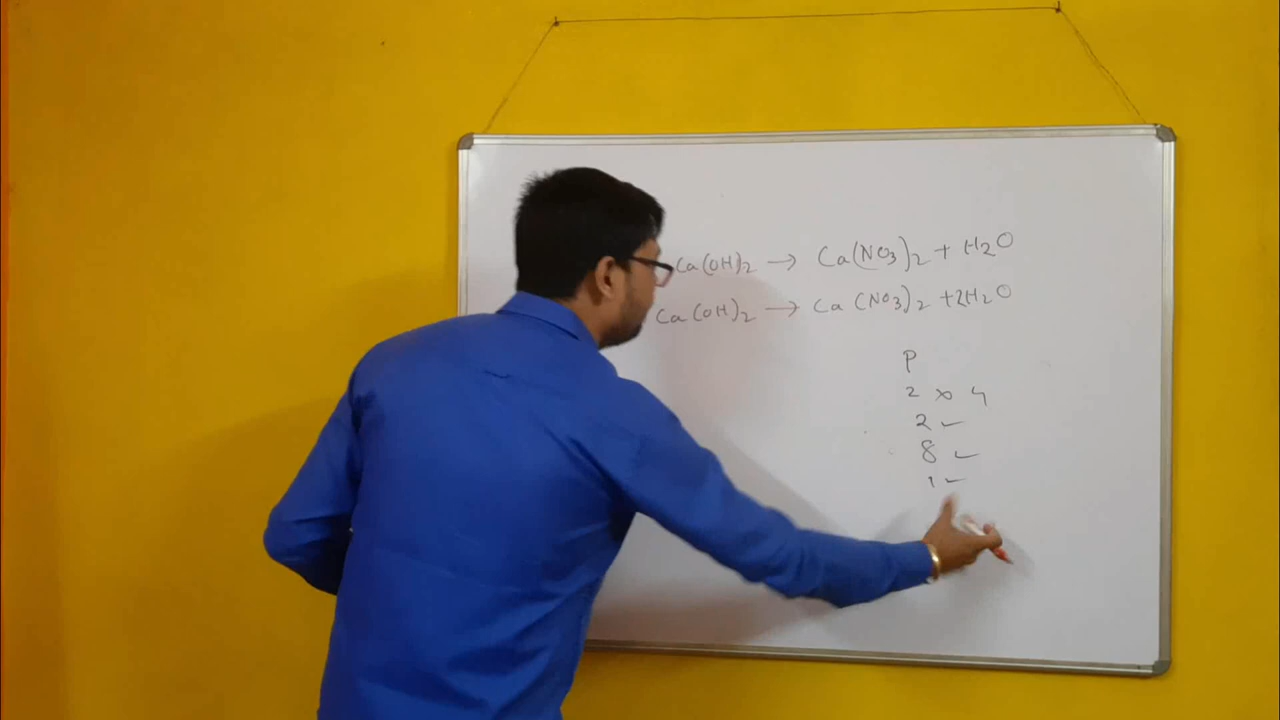 Ca(OH)2 → Ca(NO3)2 + H2O
Ca(OH)2 → Ca(NO3)2 + 2H2O
P
2 × 4
2 ✓
8 ✓
1 ✓